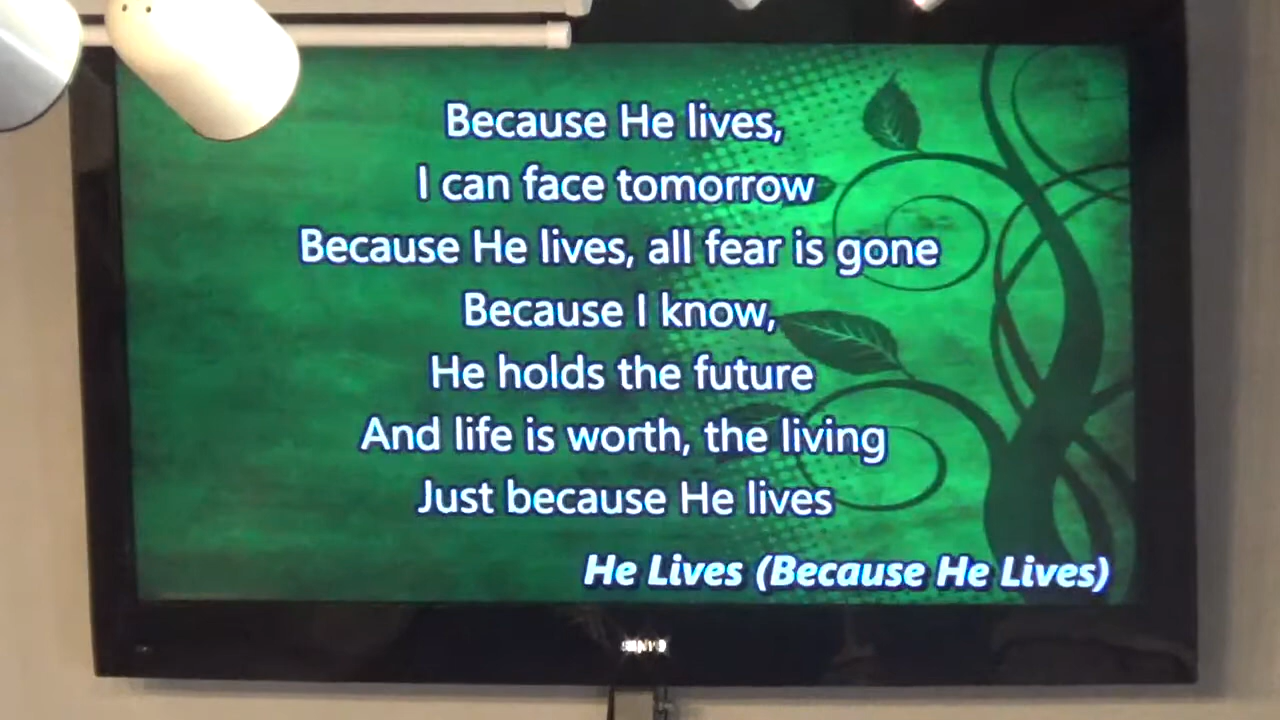 Because He lives,
I can face tomorrow
Because He lives, all fear is gone
Because I know,
He holds the future
And life is worth, the living
Just because He lives
He Lives (Because He Lives)